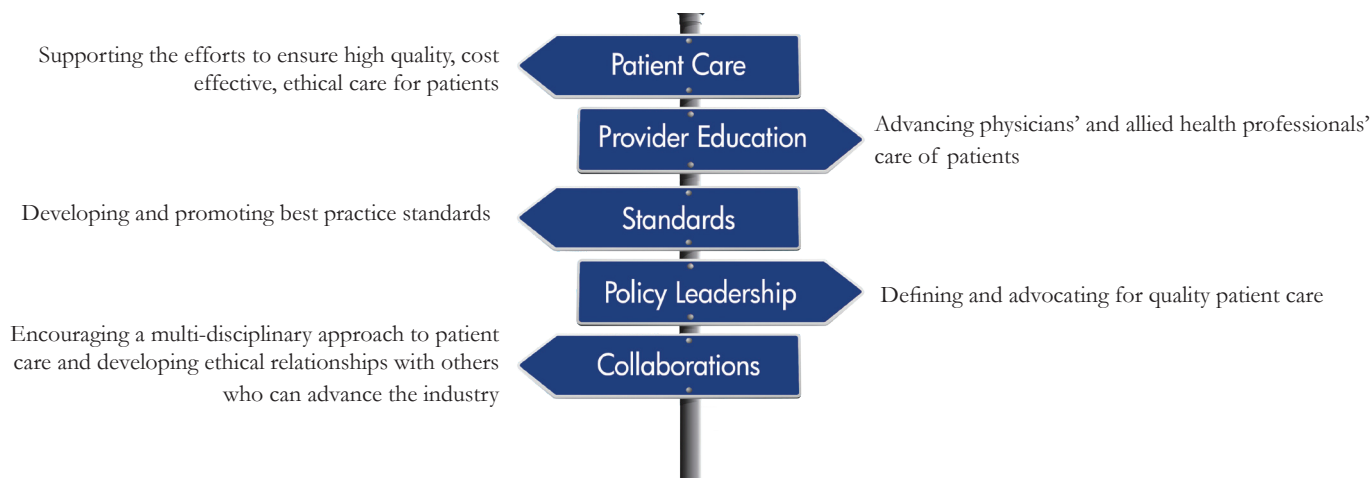 Supporting the efforts to ensure high quality, cost
effective, ethical care for patients
Patient Care
Provider Education
Advancing physicians’ and allied health professionals’
care of patients
Developing and promoting best practice standards
Standards
Policy Leadership
Defining and advocating for quality patient care
Encouraging a multi-disciplinary approach to patient
care and developing ethical relationships with others
who can advance the industry
Collaborations